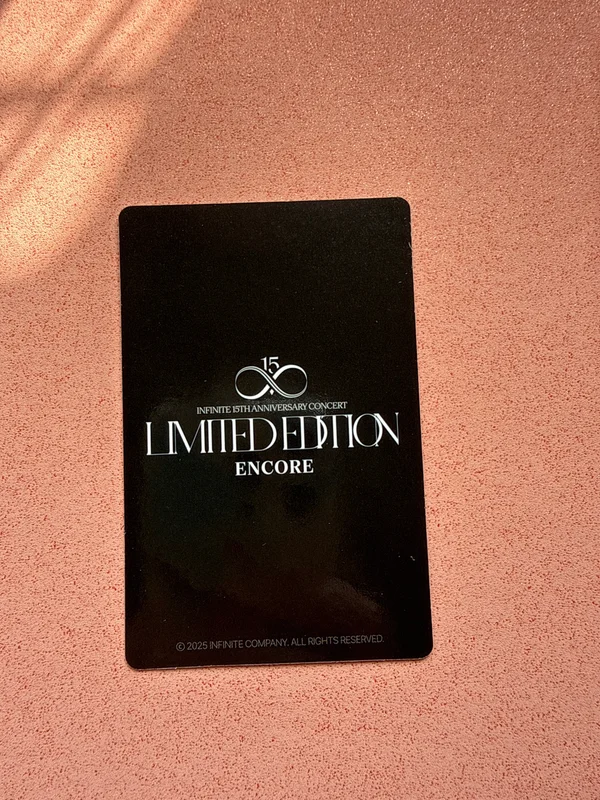 15
INFINITE 15TH ANNIVERSARY CONCERT
LIMITED EDITION
ENCORE
© 2025 INFINITE COMPANY. ALL RIGHTS RESERVED.